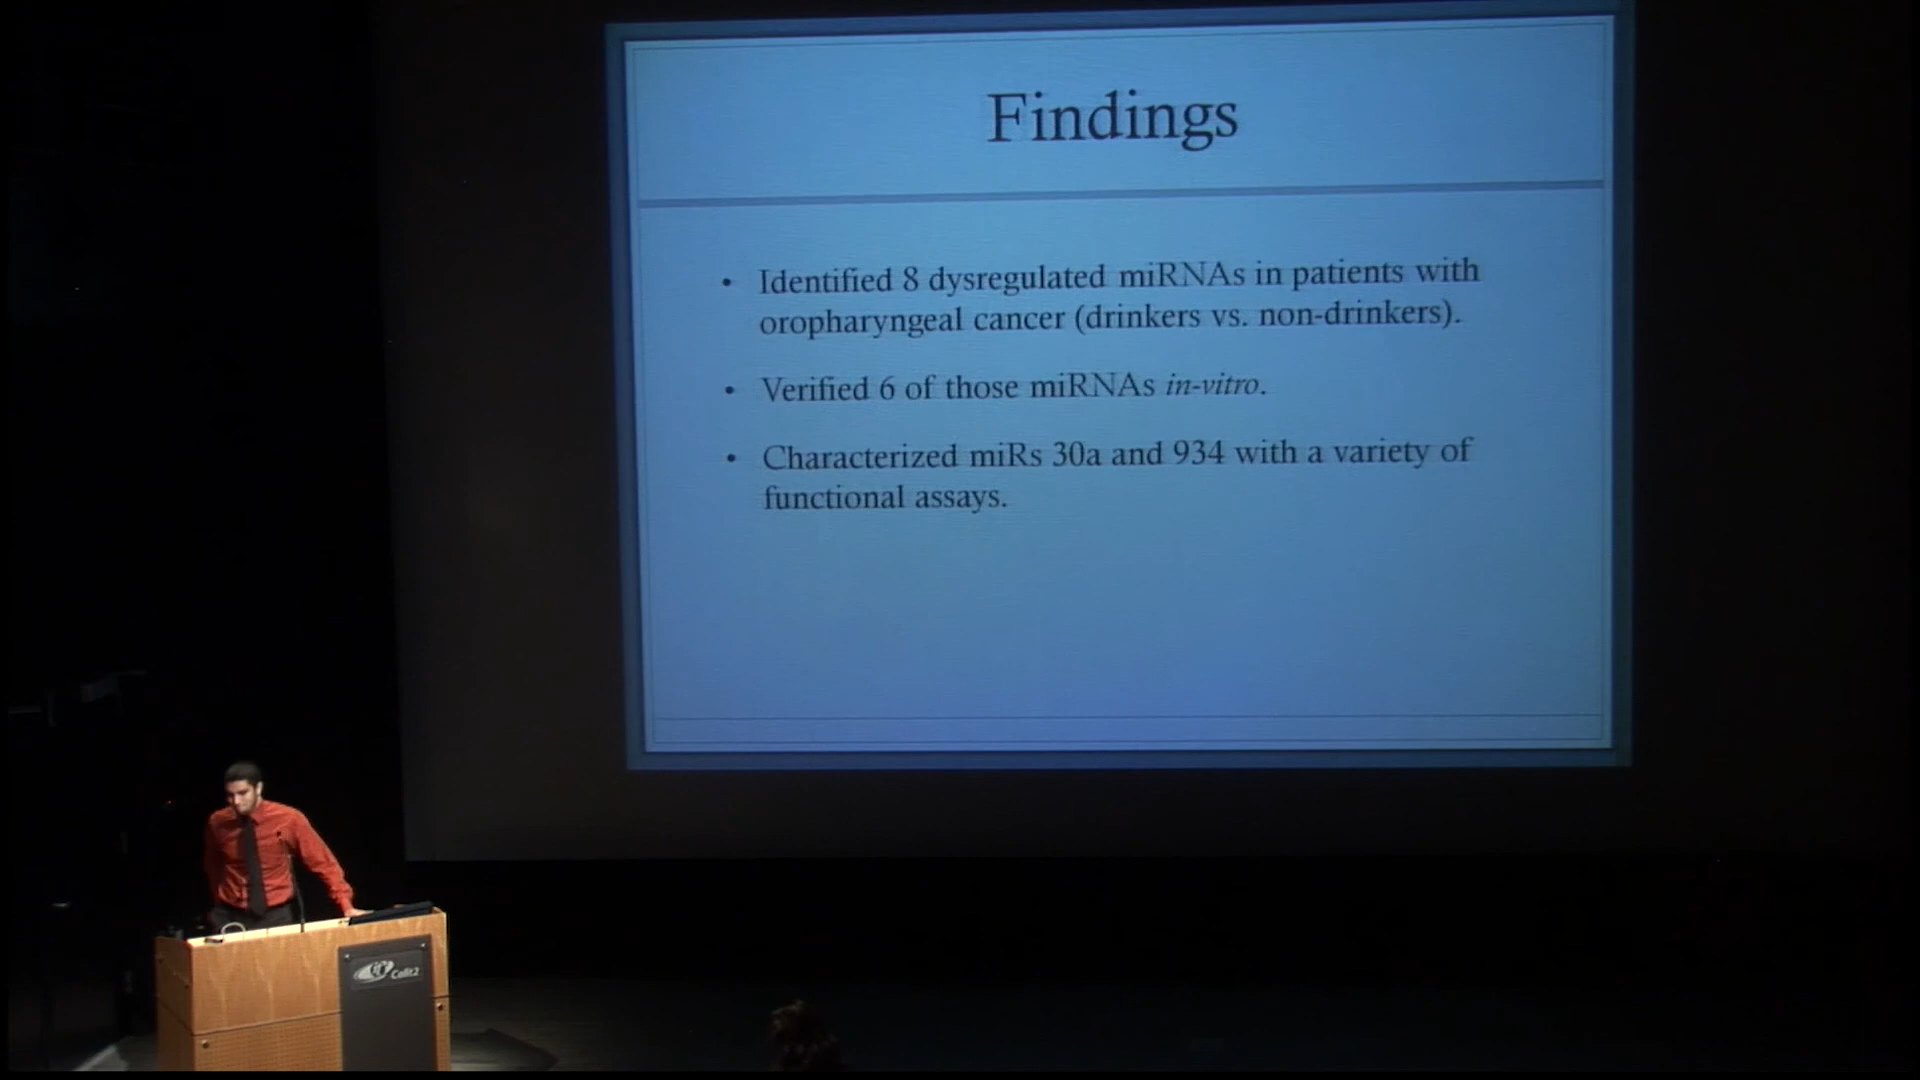 Findings
• Identified 8 dysregulated miRNAs in patients with
oropharyngeal cancer (drinkers vs. non-drinkers).
• Verified 6 of those miRNAs in-vitro.
• Characterized miRs 30a and 934 with a variety of
functional assays.
Calit2